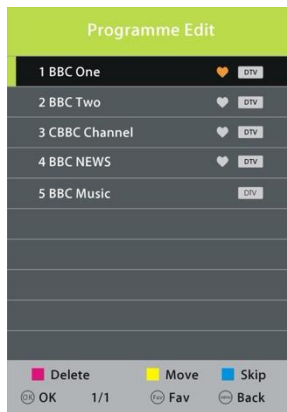 Programme Edit
1 BBC One DTV
2 BBC Two DTV
3 CBBC Channel DTV
4 BBC NEWS DTV
5 BBC Music DTV
Delete Move Skip
OK OK 1/1 Fav Fav MENU Back